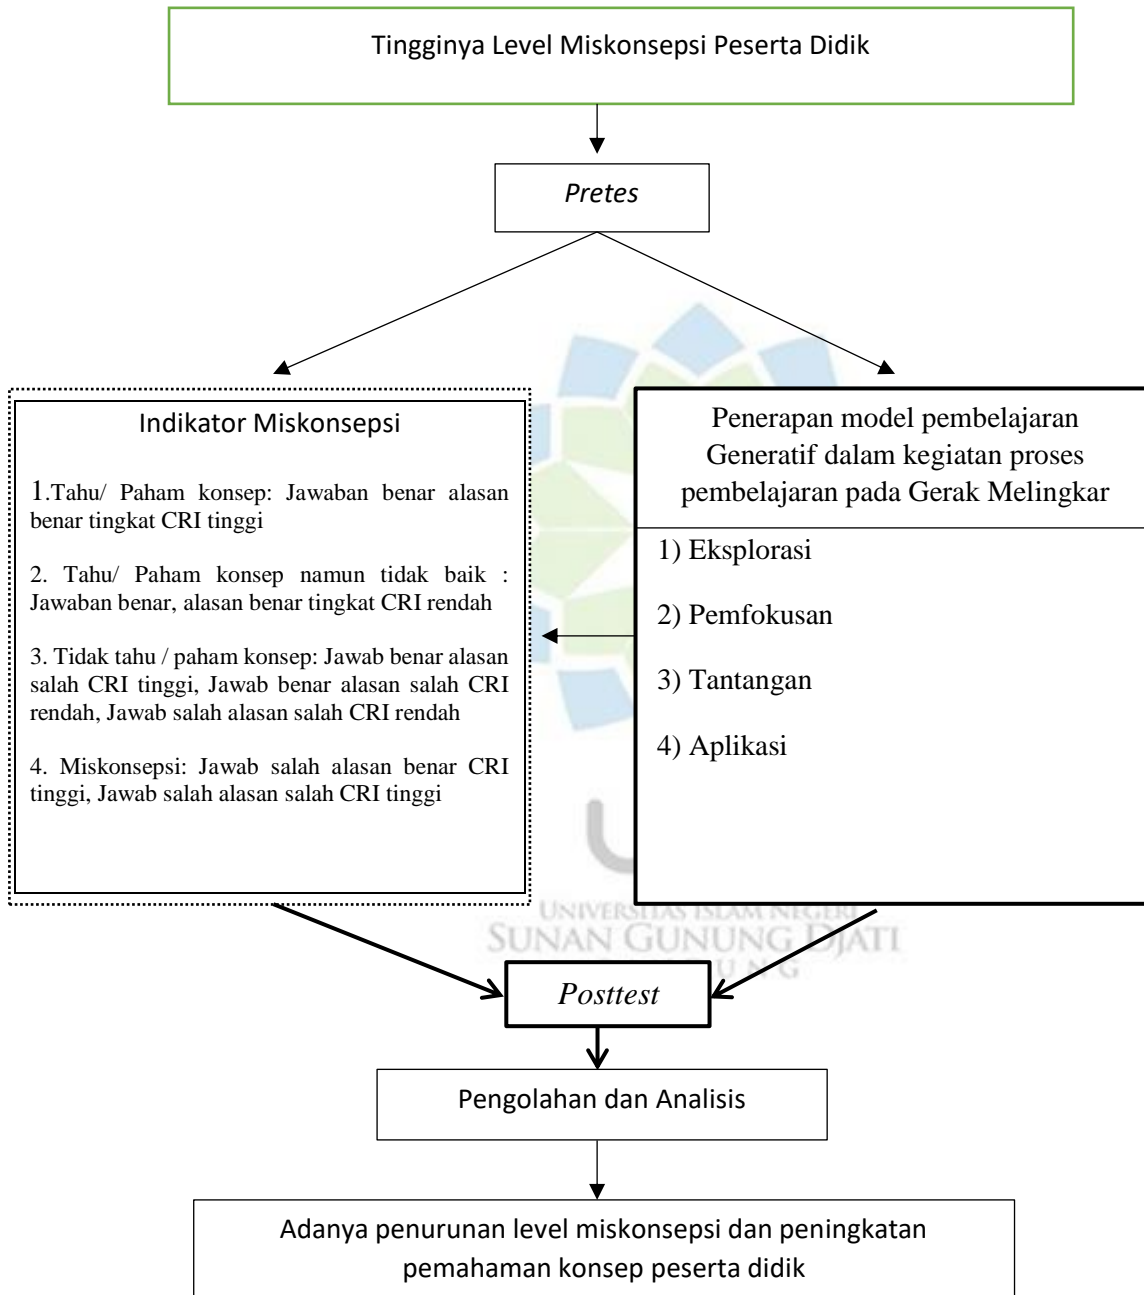 Tingginya Level Miskonsepsi Peserta Didik
Pretes
Indikator Miskonsepsi
1.Tahu/ Paham konsep: Jawaban benar alasan
benar tingkat CRI tinggi
2. Tahu/ Paham konsep namun tidak baik :
Jawaban benar, alasan benar tingkat CRI rendah
3. Tidak tahu / paham konsep: Jawab benar alasan
salah CRI tinggi, Jawab benar alasan salah CRI
rendah, Jawab salah alasan salah CRI rendah
4. Miskonsepsi: Jawab salah alasan benar CRI
tinggi, Jawab salah alasan salah CRI tinggi
Penerapan model pembelajaran
Generatif dalam kegiatan proses
pembelajaran pada Gerak Melingkar
1) Eksplorasi
2) Pemfokusan
3) Tantangan
4) Aplikasi
UNIVERSITAS ISLAM NEGERI
SUNAN GUNUNG DJATI
Posttest
Pengolahan dan Analisis
Adanya penurunan level miskonsepsi dan peningkatan
pemahaman konsep peserta didik